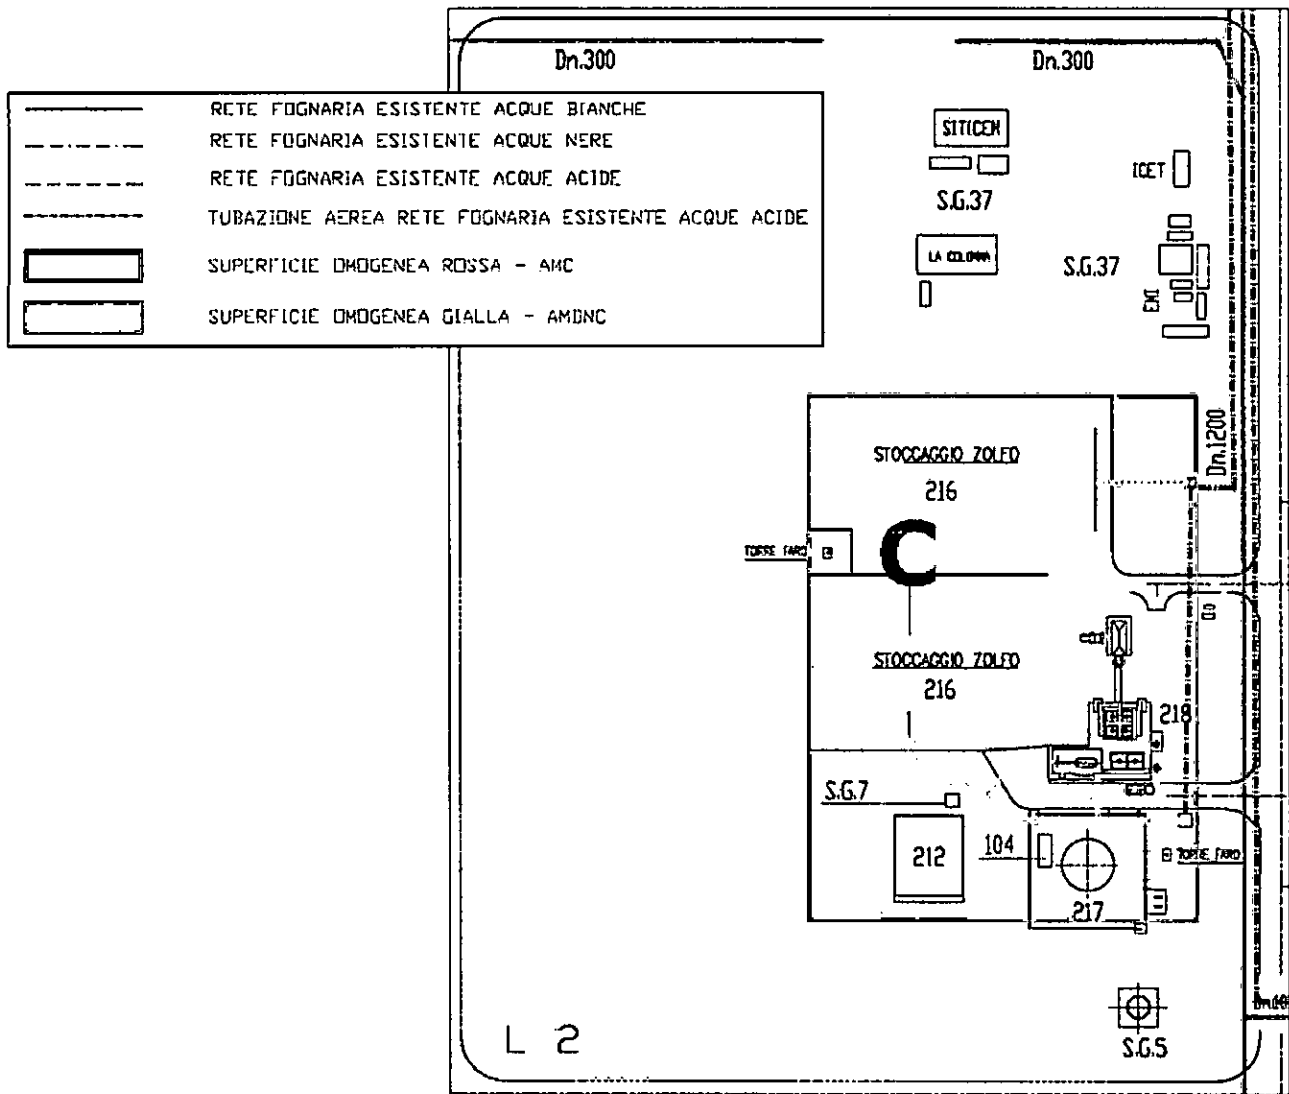 Dn.300
Dn.300
RETE FOGNARIA ESISTENTE ACQUE BIANCHE
RETE FOGNARIA ESISTENTE ACQUE NERE
RETE FOGNARIA ESISTENTE ACQUE ACIDE
TUBAZIONE AEREA RETE FOGNARIA ESISTENTE ACQUE ACIDE
SUPERFICIE OMOGENEA ROSSA - AMC
SUPERFICIE OMOGENEA GIALLA - AMDNC
SITICEM
ICET
S.G.37
LA COLONNA
S.G.37
EMI
Dn.1200
STOCCAGGIO ZOLFO
216
C
TORRE FARO
STOCCAGGIO ZOLFO
216
218
S.G.7
212
104
TORRE FARO
217
L 2
S.G.5